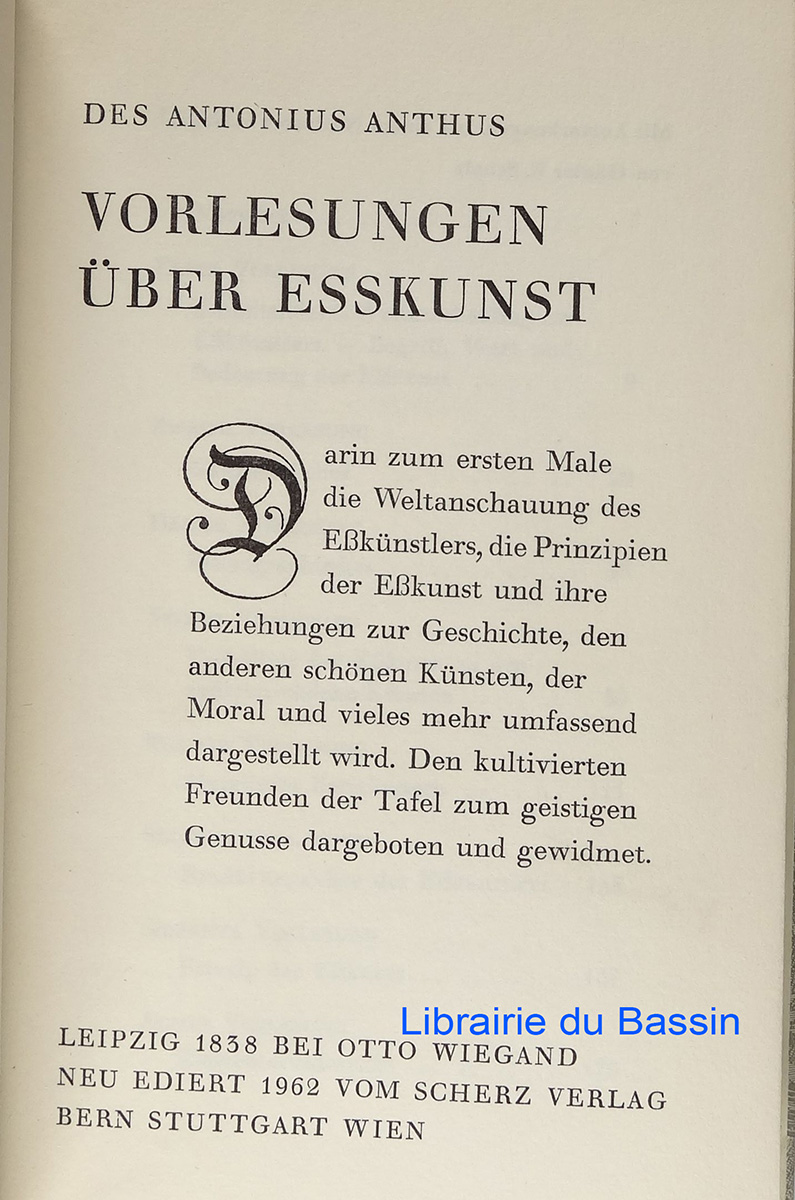 DES ANTONIUS ANTHUS
VORLESUNGEN
ÜBER ESSKUNST
Darin zum ersten Male
die Weltanschauung des
Eßkünstlers, die Prinzipien
der Eßkunst und ihre
Beziehungen zur Geschichte, den
anderen schönen Künsten, der
Moral und vieles mehr umfassend
dargestellt wird. Den kultivierten
Freunden der Tafel zum geistigen
Genusse dargeboten und gewidmet.
Librairie du Bassin
LEIPZIG 1838 BEI OTTO WIEGAND
NEU EDIERT 1962 VOM SCHERZ VERLAG
BERN STUTTGART WIEN